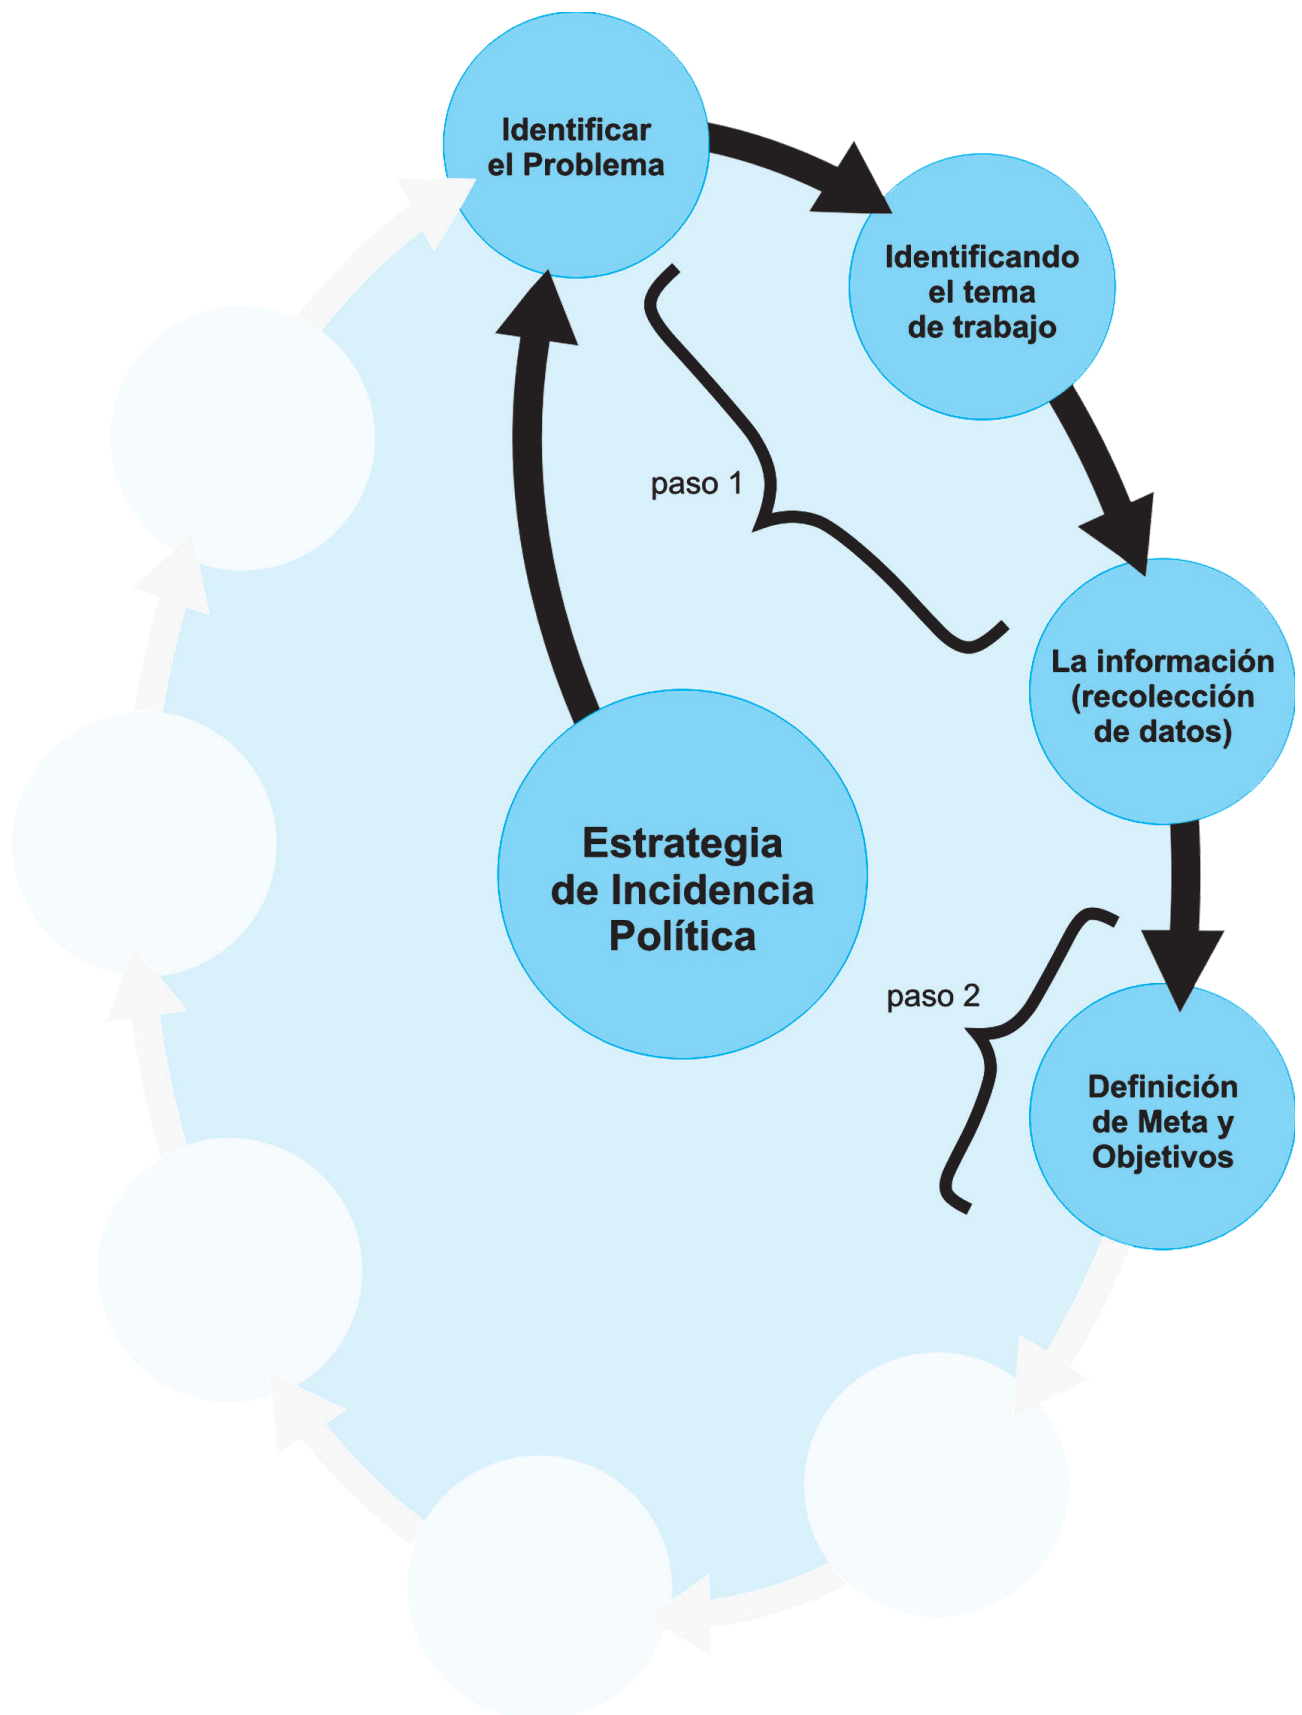 Identificar
el Problema
Identificando
el tema
de trabajo
paso 1
La información
(recolección
de datos)
Estrategia
de Incidencia
Política
paso 2
Definición
de Meta y
Objetivos